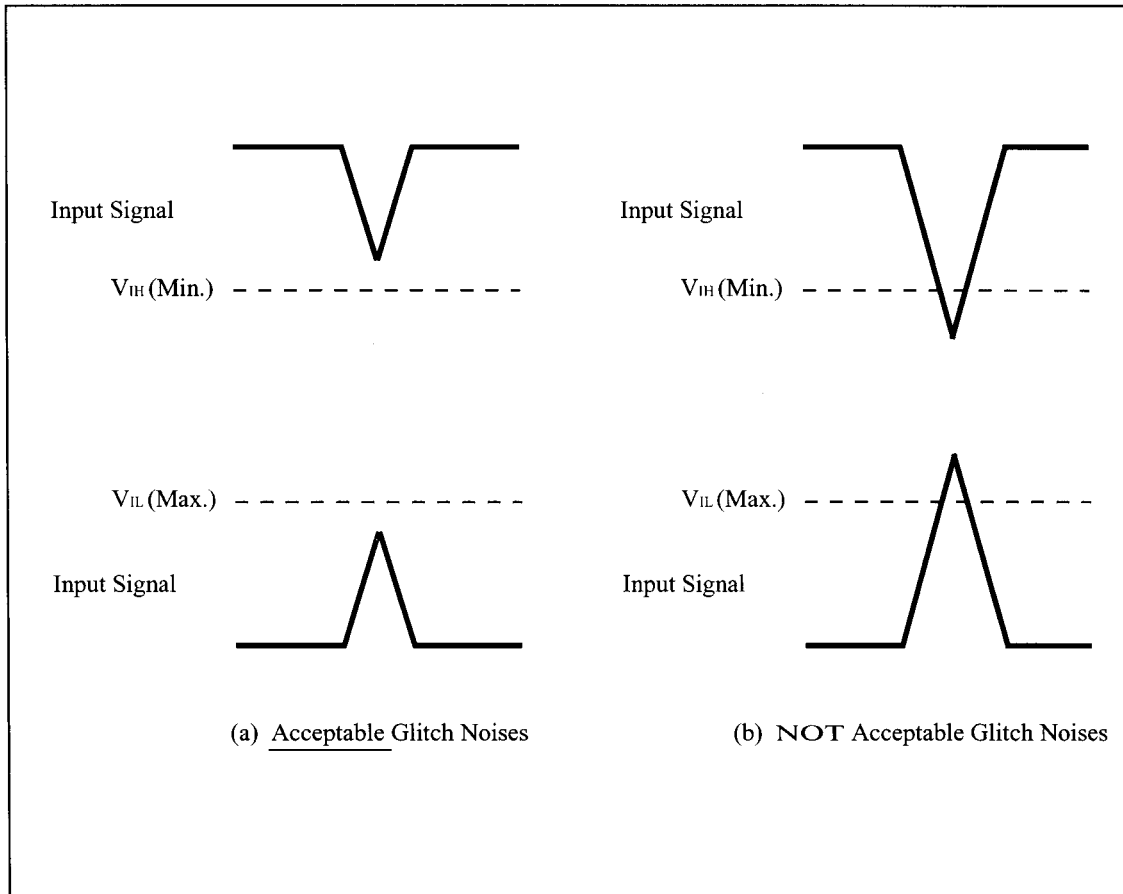 Input Signal
VIH (Min.)
VIL (Max.)
Input Signal
(a) Acceptable Glitch Noises
Input Signal
VIH (Min.)
VIL (Max.)
Input Signal
(b) NOT Acceptable Glitch Noises